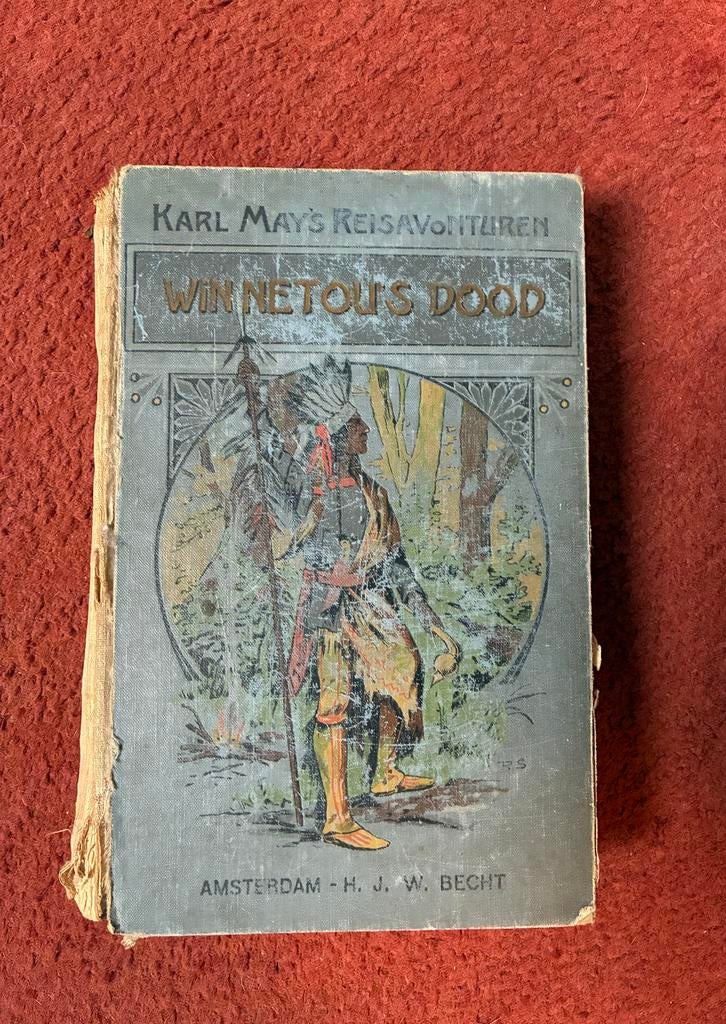 KARL MAY'S REISAVONTUREN
WINNETOU'S DOOD
AMSTERDAM - H. J. W. BECHT